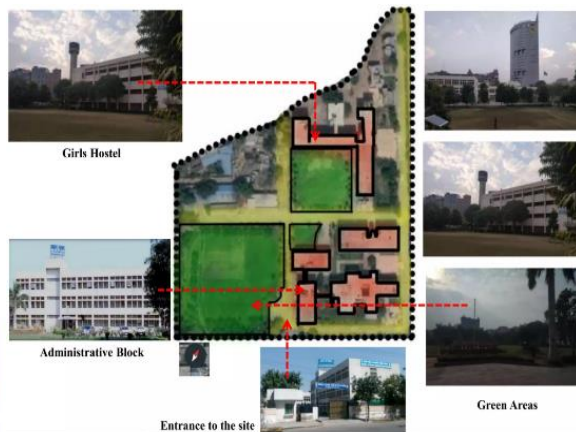 Girls Hostel
Administrative Block
Entrance to the site
Green Areas